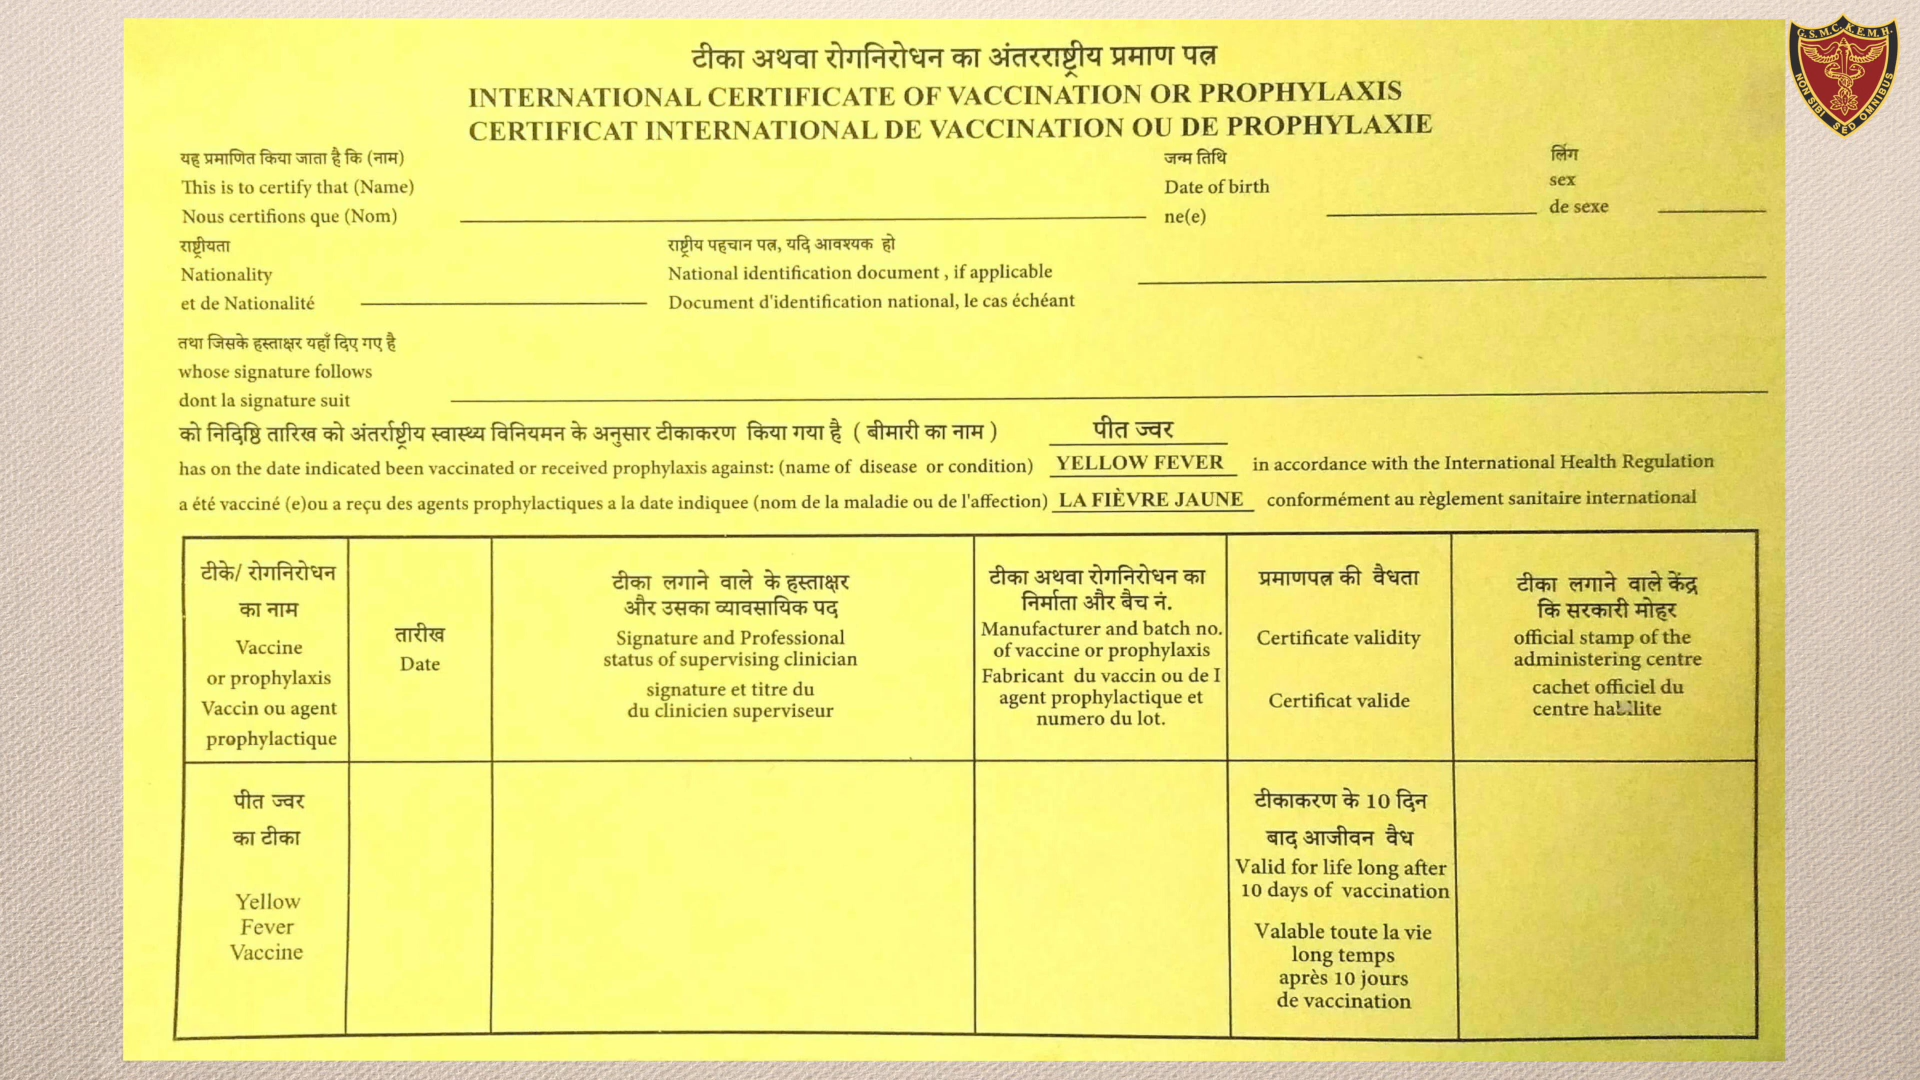 टीका अथवा रोगनिरोधन का अंतरराष्ट्रीय प्रमाण पत्र
INTERNATIONAL CERTIFICATE OF VACCINATION OR PROPHYLAXIS
CERTIFICAT INTERNATIONAL DE VACCINATION OU DE PROPHYLAXIE
G.S.M.C.K.E.M.H.
NON SIBI SED OMNIBUS
यह प्रमाणित किया जाता है कि (नाम)
This is to certify that (Name)
Nous certifions que (Nom)
जन्म तिथि
Date of birth
ne(e)
लिंग
sex
de sexe
राष्ट्रीयता
Nationality
et de Nationalité
राष्ट्रीय पहचान पत्र, यदि आवश्यक हो
National identification document , if applicable
Document d'identification national, le cas échéant
तथा जिसके हस्ताक्षर यहाँ दिए गए है
whose signature follows
dont la signature suit
को निदिष्ठि तारिख को अंतर्राष्ट्रीय स्वास्थ्य विनियमन के अनुसार टीकाकरण किया गया है ( बीमारी का नाम ) पीत ज्वर
has on the date indicated been vaccinated or received prophylaxis against: (name of disease or condition) YELLOW FEVER in accordance with the International Health Regulation
a été vacciné (e)ou a reçu des agents prophylactiques a la date indiquee (nom de la maladie ou de l'affection) LA FIÈVRE JAUNE conformément au règlement sanitaire international
टीके/ रोगनिरोधन
का नाम
Vaccine
or prophylaxis
Vaccin ou agent
prophylactique
तारीख
Date
टीका लगाने वाले के हस्ताक्षर
और उसका व्यावसायिक पद
Signature and Professional
status of supervising clinician
signature et titre du
du clinicien superviseur
टीका अथवा रोगनिरोधन का
निर्माता और बैच नं.
Manufacturer and batch no.
of vaccine or prophylaxis
Fabricant du vaccin ou de I
agent prophylactique et
numero du lot.
प्रमाणपत्र की वैधता
Certificate validity
Certificat valide
टीका लगाने वाले केंद्र
कि सरकारी मोहर
official stamp of the
administering centre
cachet officiel du
centre
पीत ज्वर
का टीका
Yellow
Fever
Vaccine
टीकाकरण के 10 दिन
बाद आजीवन वैध
Valid for life long after
10 days of vaccination
Valable toute la vie
long temps
après 10 jours
de vaccination